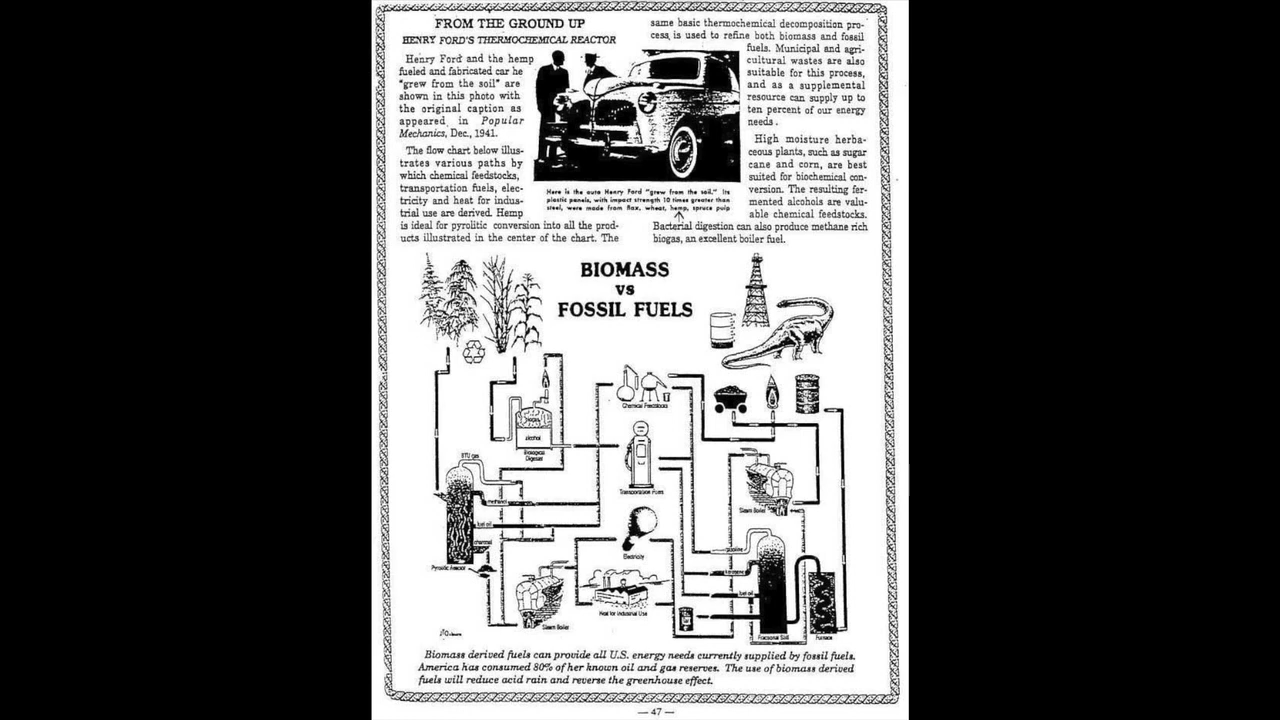 FROM THE GROUND UP
HENRY FORD'S THERMOCHEMICAL REACTOR
Henry Ford and the hemp
fueled and fabricated car he
"grew from the soil" are
shown in this photo with
the original caption as
appeared in Popular
Mechanics, Dec., 1941.
The flow chart below illus-
trates various paths by
which chemical feedstocks,
transportation fuels, elec-
tricity and heat for indus-
trial use are derived. Hemp
is ideal for pyrolitic conversion into all the prod-
ucts illustrated in the center of the chart. The
Here is the auto Henry Ford "grew from the soil." Its
plastic panels, with impact strength 10 times greater than
steel, were made from flax, wheat, hemp, spruce pulp
same basic thermochemical decomposition pro-
cess, is used to refine both biomass and fossil
fuels. Municipal and agri-
cultural wastes are also
suitable for this process,
and as a supplemental
resource can supply up to
ten percent of our energy
needs.
High moisture herba-
ceous plants, such as sugar
cane and corn, are best
suited for biochemical con-
version. The resulting fer-
mented alcohols are valu-
able chemical feedstocks.
Bacterial digestion can also produce methane rich
biogas, an excellent boiler fuel.
BIOMASS
vs
FOSSIL FUELS
Chemical Feedstocks
alcohol
Biological
Digester
BTU gas
Transportation Fuels
methanol
fuel oil
charcoal
Pyrolitic Reactor
Steam Boiler
Electricity
Heat for Industrial Use
Steam Boiler
gasoline
kerosene
fuel oil
Fractional Still
Furnace
Biomass derived fuels can provide all U.S. energy needs currently supplied by fossil fuels.
America has consumed 80% of her known oil and gas reserves. The use of biomass derived
fuels will reduce acid rain and reverse the greenhouse effect.
— 47 —